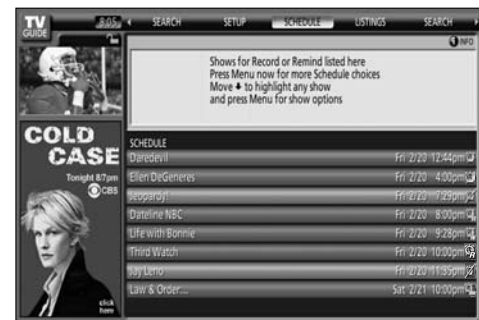 TV
GUIDE
8:05
SEARCH SETUP SCHEDULE LISTINGS SEARCH
INFO
Shows for Record or Remind listed here
Press Menu now for more Schedule choices
Move to highlight any show
and press Menu for show options
COLD
CASE
Tonight 8/7pm
CBS
click
here
SCHEDULE
Daredevil Fri 2/20 12:44pm
Ellen DeGeneres Fri 2/20 4:00pm
Jeopardy! Fri 2/20 7:29pm
Dateline NBC Fri 2/20 8:00pm
Life with Bonnie Fri 2/20 9:28pm
Third Watch Fri 2/20 10:00pm
Jay Leno Fri 2/20 11:35pm
Law & Order... Sat 2/21 10:00pm